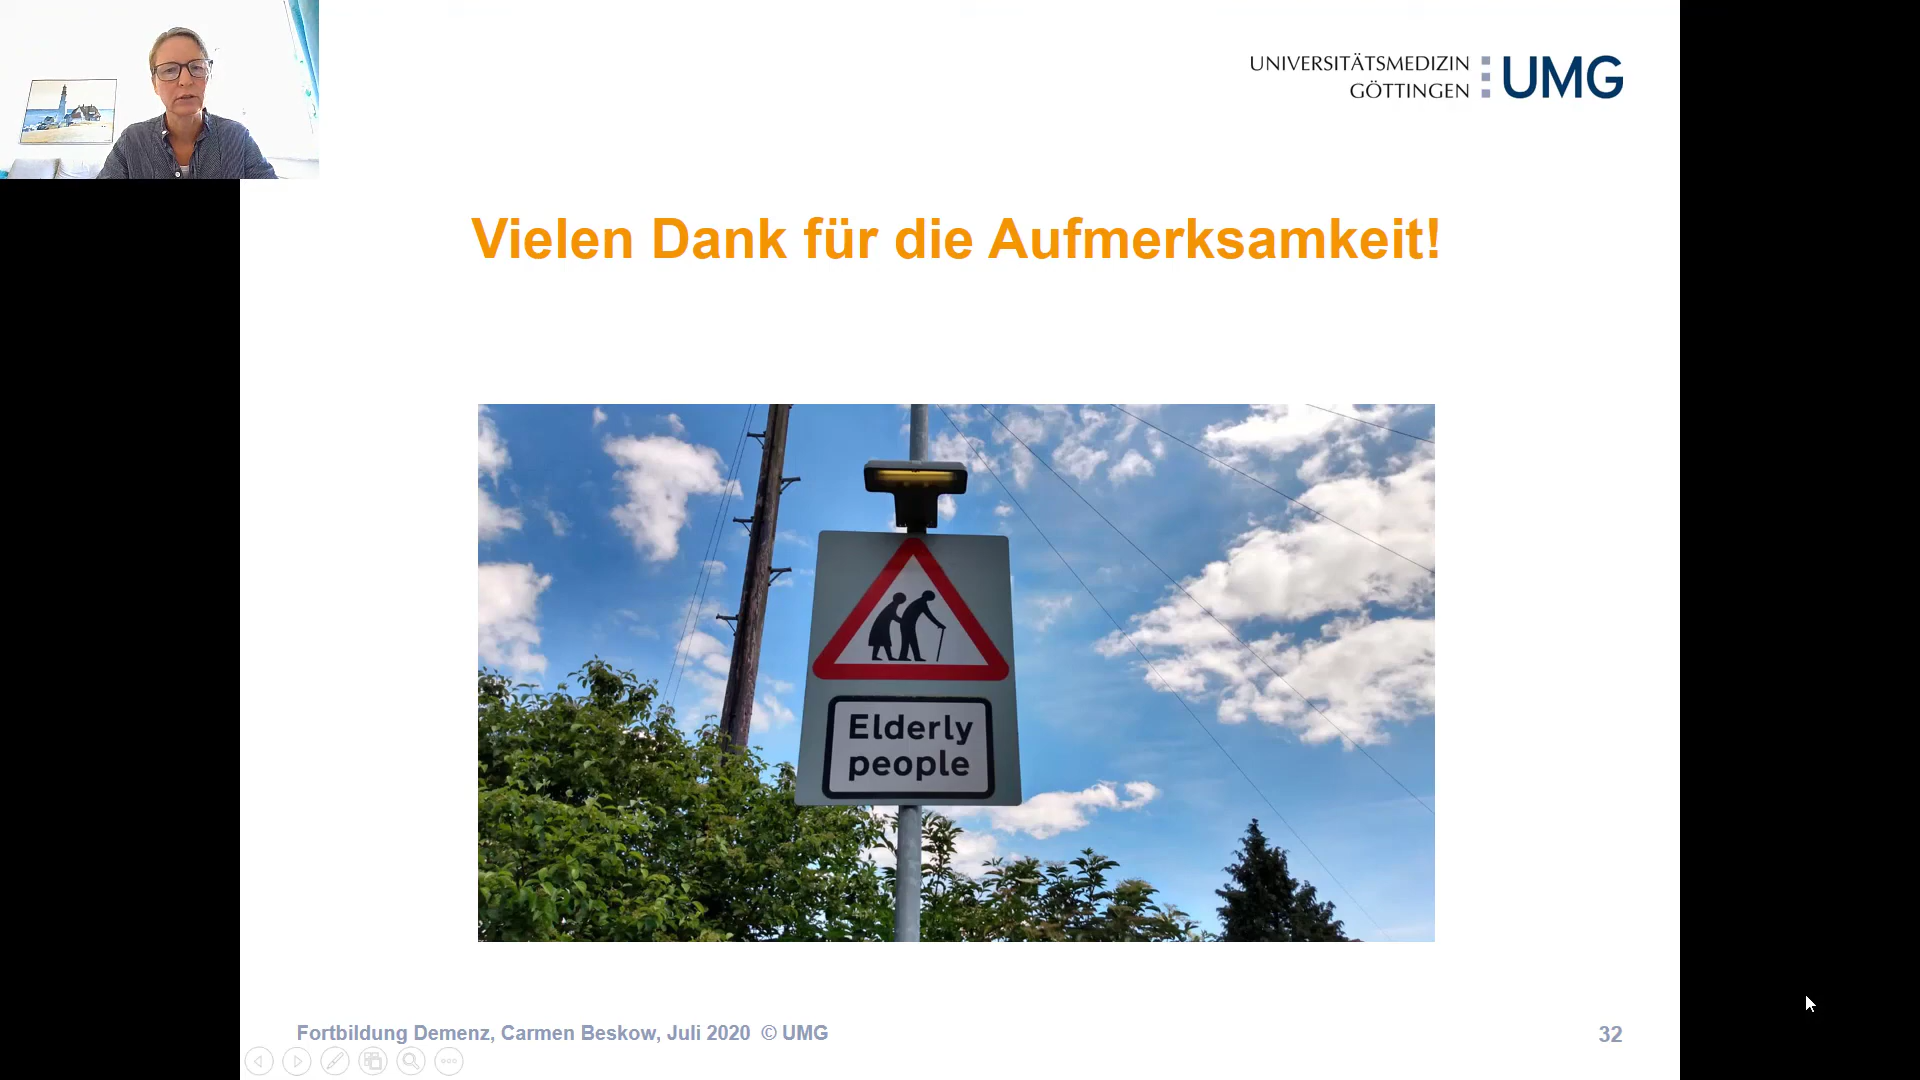 UNIVERSITÄTSMEDIZIN
GÖTTINGEN
UMG
Vielen Dank für die Aufmerksamkeit!
Elderly
people
Fortbildung Demenz, Carmen Beskow, Juli 2020 © UMG
32